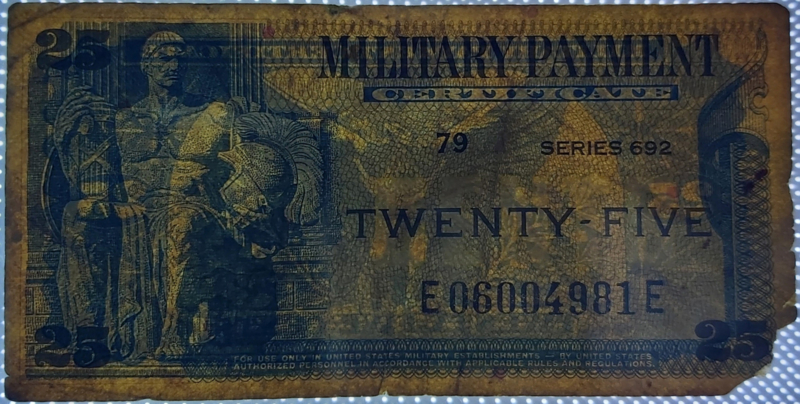 25
MILITARY PAYMENT
CERTIFICATE
79 SERIES 692
TWENTY-FIVE
E06004981E
25 25
FOR USE ONLY IN UNITED STATES MILITARY ESTABLISHMENTS — BY UNITED STATES
AUTHORIZED PERSONNEL IN ACCORDANCE WITH APPLICABLE RULES AND REGULATIONS.